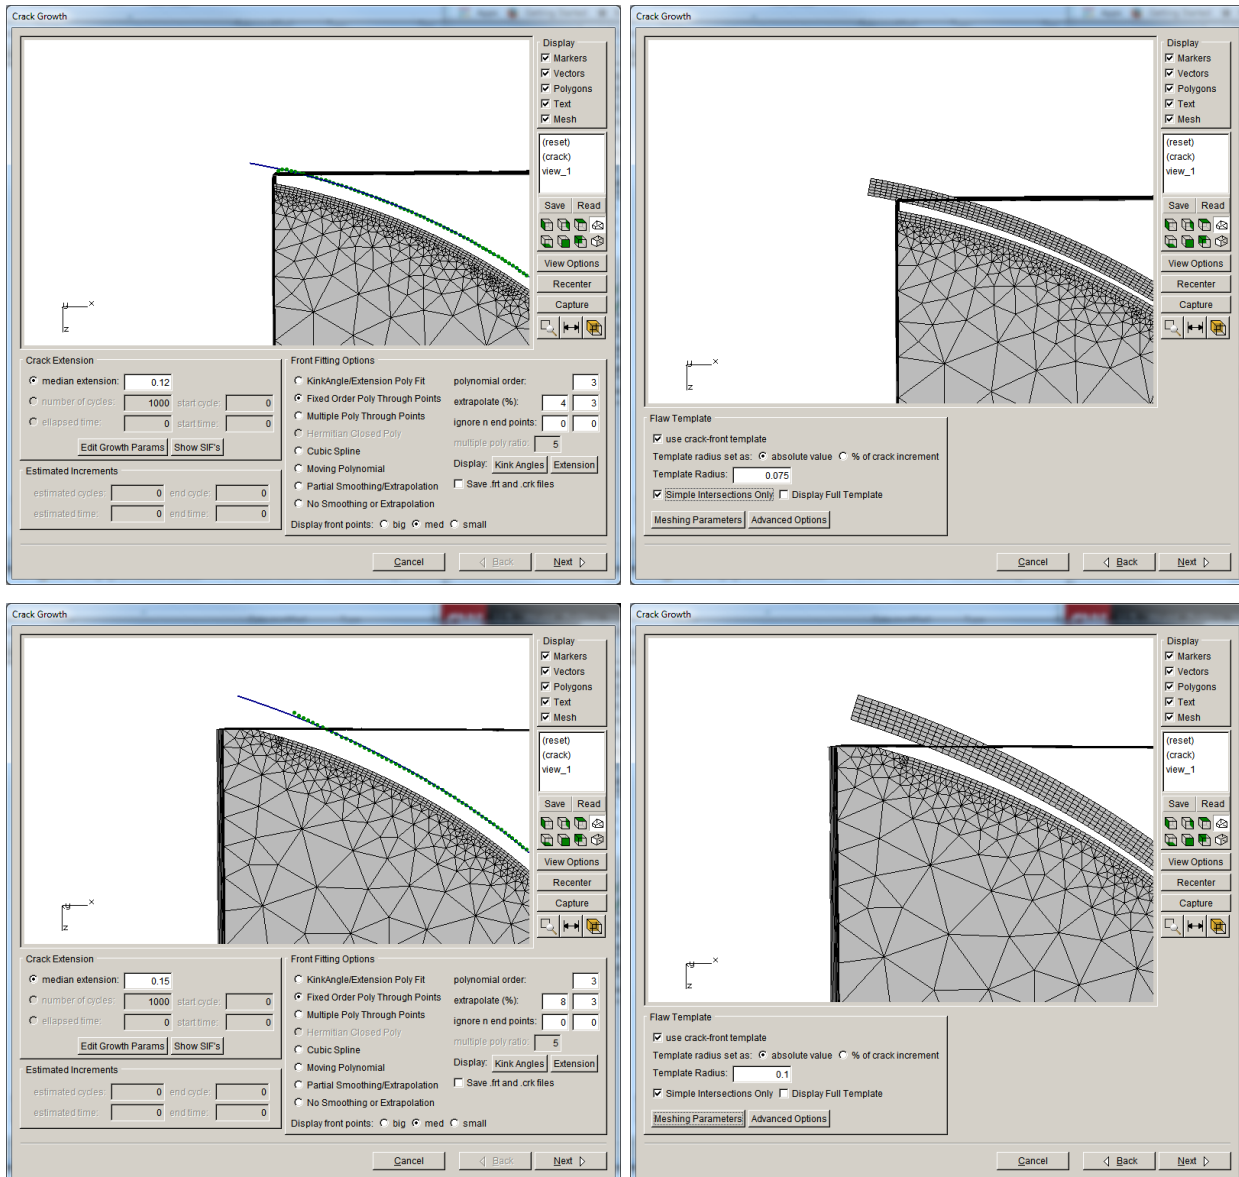 Crack Growth
Display
Markers
Vectors
Polygons
Text
Mesh
(reset)
(crack)
view_1
Save Read
View Options
Recenter
Capture
x
y
z
Crack Extension
median extension: 0.12
number of cycles: 1000 start cycle: 0
ellapsed time: 0 start time: 0
Edit Growth Params Show SIF's
Estimated Increments
estimated cycles: 0 end cycle: 0
estimated time: 0 end time: 0
Front Fitting Options
KinkAngle/Extension Poly Fit polynomial order: 3
Fixed Order Poly Through Points extrapolate (%): 4 3
Multiple Poly Through Points ignore n end points: 0 0
Hermitian Closed Poly multiple poly ratio: 5
Cubic Spline Display: Kink Angles Extension
Moving Polynomial
Partial Smoothing/Extrapolation Save .frt and .crk files
No Smoothing or Extrapolation
Display front points: big med small
Cancel Back Next
Crack Growth
Display
Markers
Vectors
Polygons
Text
Mesh
(reset)
(crack)
view_1
Save Read
View Options
Recenter
Capture
x
y
z
Flaw Template
use crack-front template
Template radius set as: absolute value % of crack increment
Template Radius: 0.075
Simple Intersections Only Display Full Template
Meshing Parameters Advanced Options
Cancel Back Next
Crack Growth
Display
Markers
Vectors
Polygons
Text
Mesh
(reset)
(crack)
view_1
Save Read
View Options
Recenter
Capture
x
y
z
Crack Extension
median extension: 0.15
number of cycles: 1000 start cycle: 0
ellapsed time: 0 start time: 0
Edit Growth Params Show SIF's
Estimated Increments
estimated cycles: 0 end cycle: 0
estimated time: 0 end time: 0
Front Fitting Options
KinkAngle/Extension Poly Fit polynomial order: 3
Fixed Order Poly Through Points extrapolate (%): 8 3
Multiple Poly Through Points ignore n end points: 0 0
Hermitian Closed Poly multiple poly ratio: 5
Cubic Spline Display: Kink Angles Extension
Moving Polynomial
Partial Smoothing/Extrapolation Save .frt and .crk files
No Smoothing or Extrapolation
Display front points: big med small
Cancel Back Next
Crack Growth
Display
Markers
Vectors
Polygons
Text
Mesh
(reset)
(crack)
view_1
Save Read
View Options
Recenter
Capture
x
y
z
Flaw Template
use crack-front template
Template radius set as: absolute value % of crack increment
Template Radius: 0.1
Simple Intersections Only Display Full Template
Meshing Parameters Advanced Options
Cancel Back Next